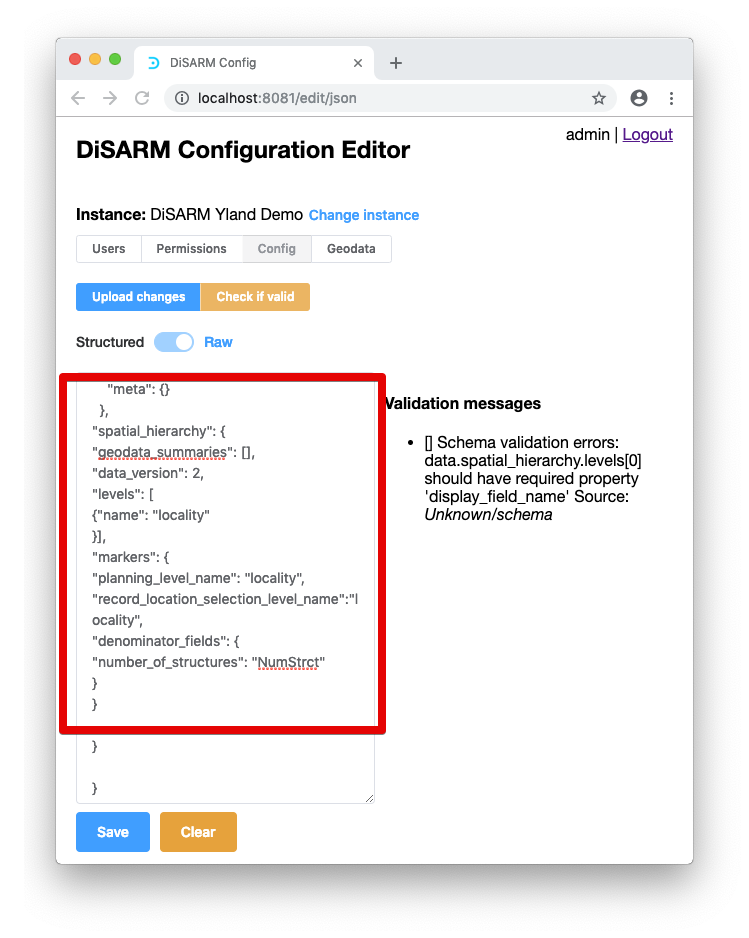 DiSARM Config
localhost:8081/edit/json
admin | Logout
DiSARM Configuration Editor
Instance: DiSARM Yland Demo Change instance
Users Permissions Config Geodata
Upload changes Check if valid
Structured Raw
"meta": {}
},
"spatial_hierarchy": {
"geodata_summaries": [],
"data_version": 2,
"levels": [
{"name": "locality"
}],
"markers": {
"planning_level_name": "locality",
"record_location_selection_level_name":"l
ocality",
"denominator_fields": {
"number_of_structures": "NumStrct"
}
}
}
}
Validation messages
• [] Schema validation errors:
data.spatial_hierarchy.levels[0]
should have required property
'display_field_name' Source:
Unknown/schema
Save Clear